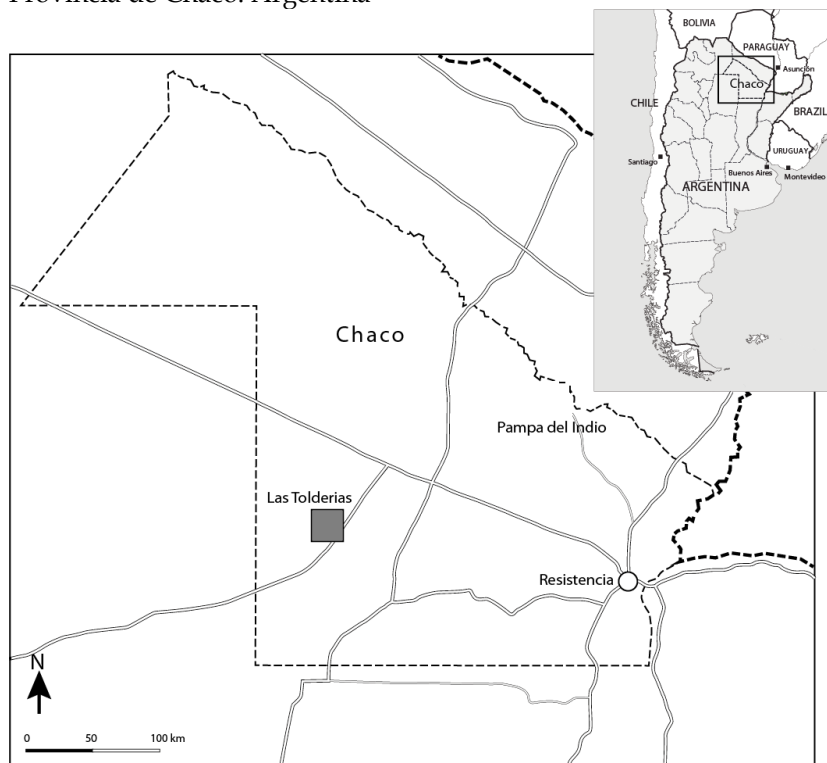 Provincia de Chaco. Argentina
BOLIVIA
PARAGUAY
Asunción
Chaco
CHILE
BRAZIL
URUGUAY
Santiago
Buenos Aires
Montevideo
ARGENTINA
Chaco
Pampa del Indio
Las Tolderias
Resistencia
N
0 50 100 km